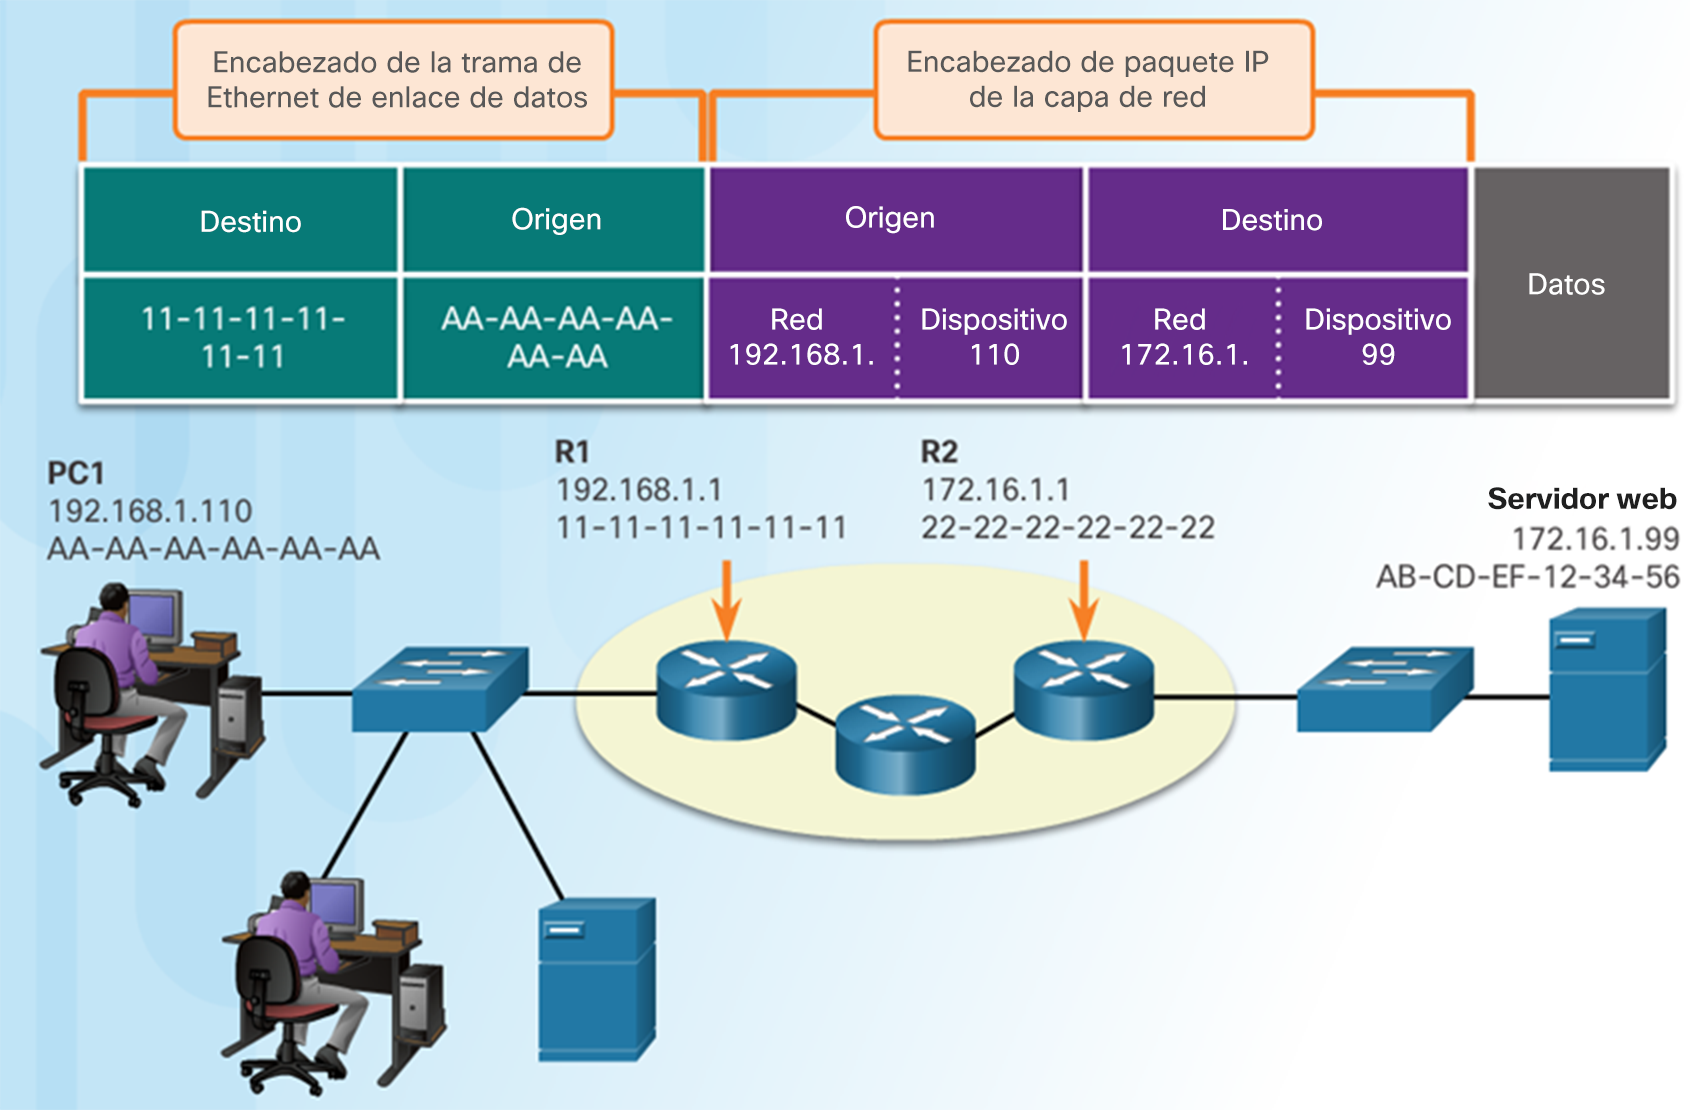 Encabezado de la trama de
Ethernet de enlace de datos
Encabezado de paquete IP
de la capa de red
Destino
Origen
Origen
Destino
Datos
11-11-11-11-
11-11
AA-AA-AA-AA-
AA-AA
Red
192.168.1.
Dispositivo
110
Red
172.16.1.
Dispositivo
99
PC1
192.168.1.110
AA-AA-AA-AA-AA-AA
R1
192.168.1.1
11-11-11-11-11-11
R2
172.16.1.1
22-22-22-22-22-22
Servidor web
172.16.1.99
AB-CD-EF-12-34-56